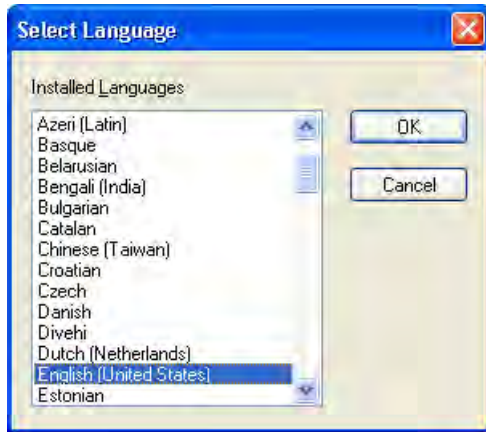 Select Language
Installed Languages
Azeri (Latin)
Basque
Belarusian
Bengali (India)
Bulgarian
Catalan
Chinese (Taiwan)
Croatian
Czech
Danish
Divehi
Dutch (Netherlands)
English (United States)
Estonian
OK
Cancel